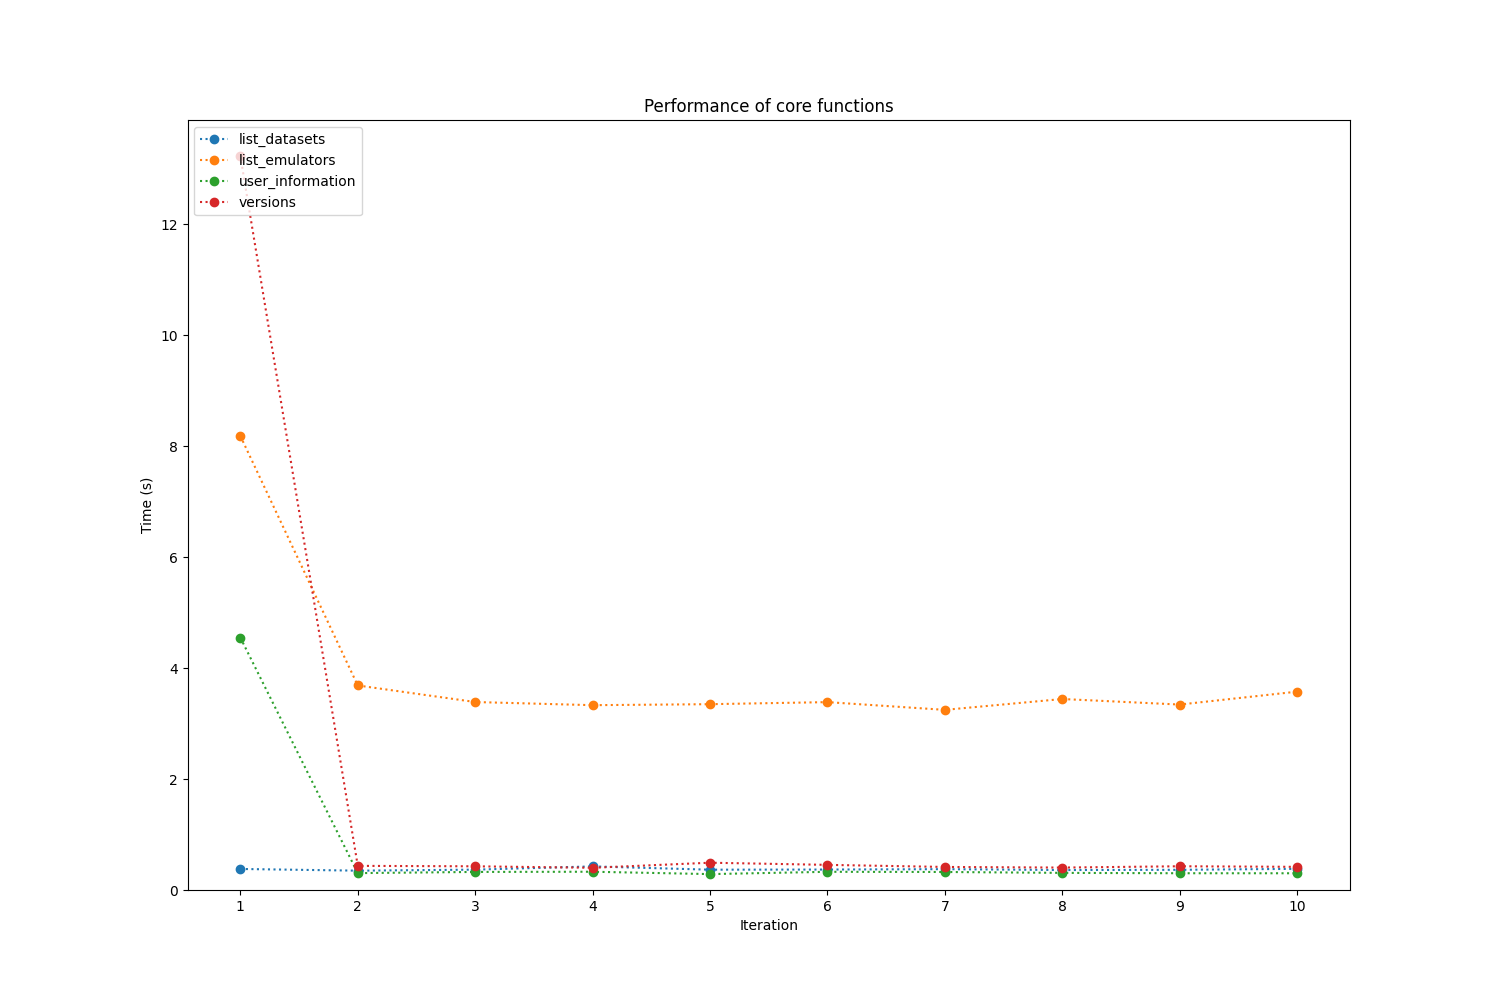 Performance of core functions
list_datasets
list_emulators
user_information
versions
12
10
8
6
4
2
0
Time (s)
1 2 3 4 5 6 7 8 9 10
Iteration